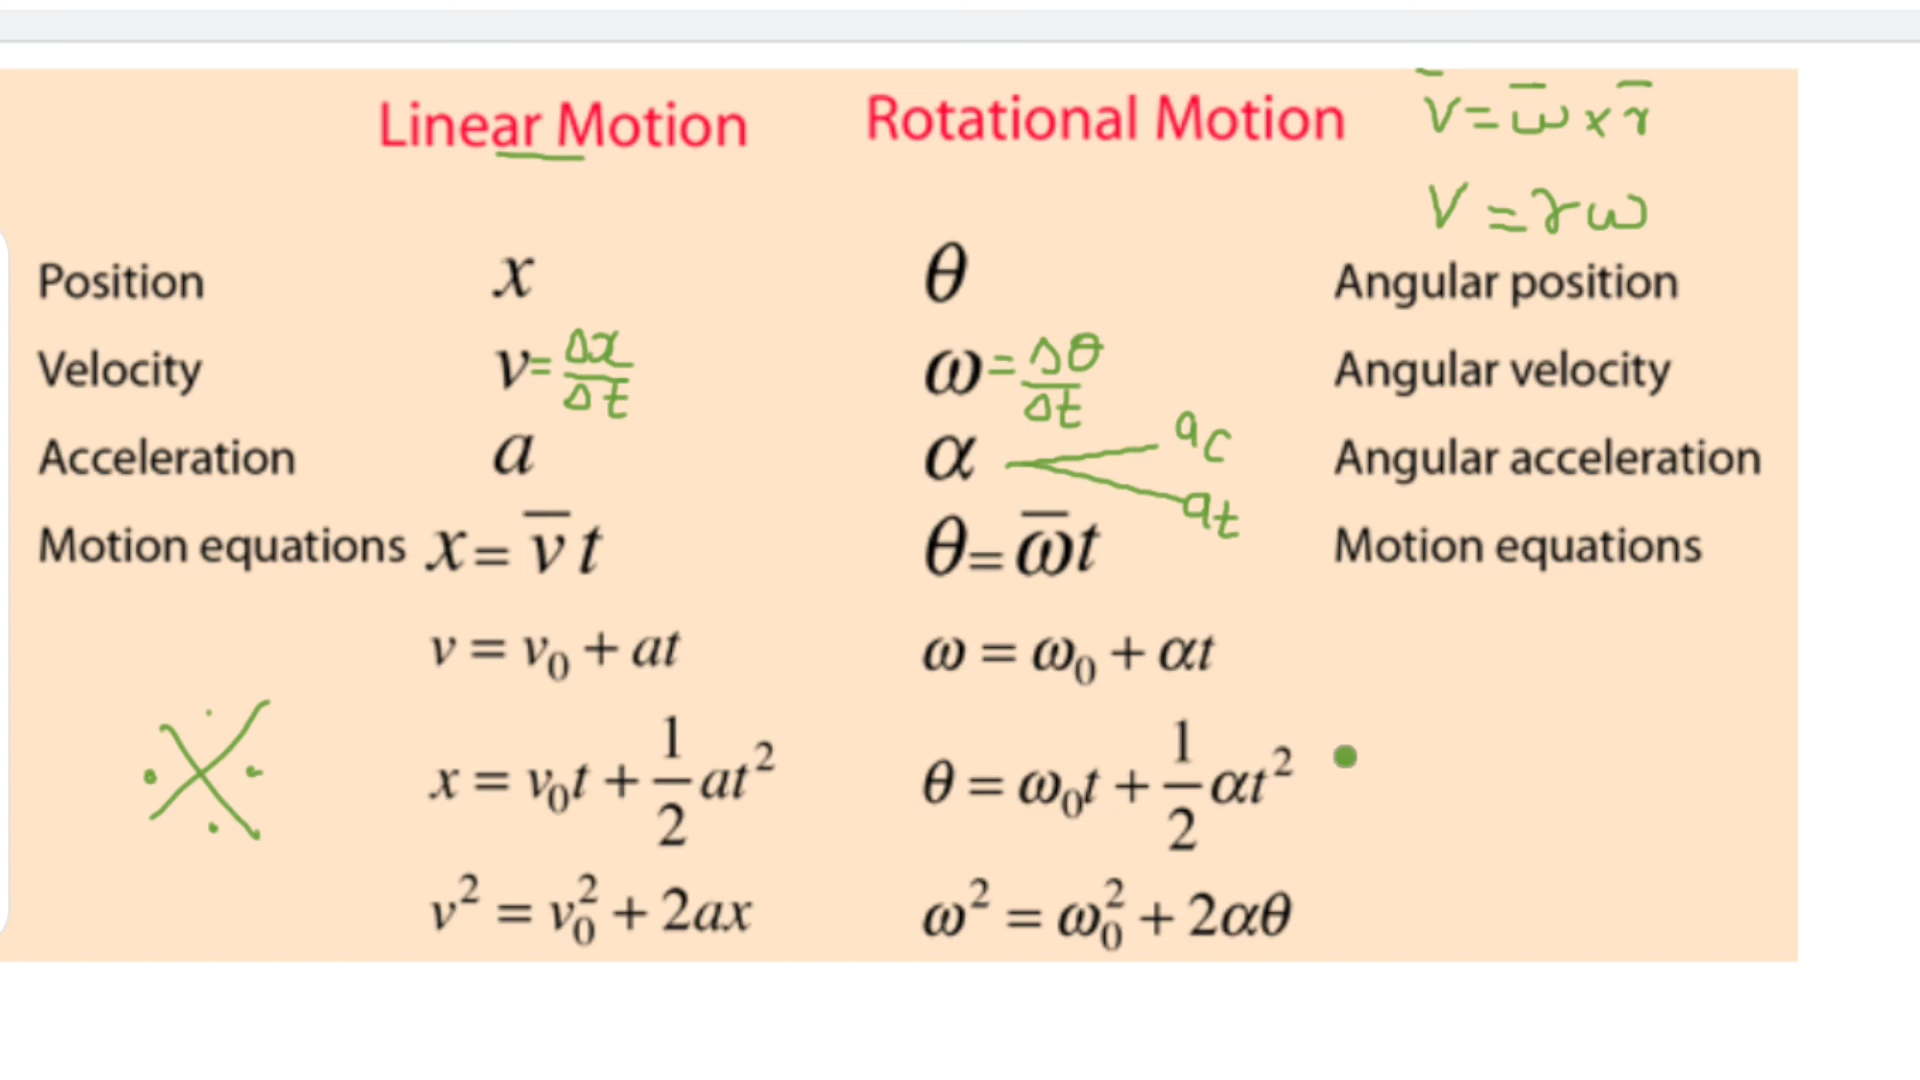 Linear Motion Rotational Motion V̅ = ω̅ × r̅
V = rω
Position x θ Angular position
Velocity v = Δx/Δt ω = Δθ/Δt Angular velocity
Acceleration a α a_c a_t Angular acceleration
Motion equations x = v̅ t θ = ω̅t Motion equations
v = v₀ + at ω = ω₀ + αt
x = v₀t + 1/2 at² θ = ω₀t + 1/2 αt²
v² = v₀² + 2ax ω² = ω₀² + 2αθ